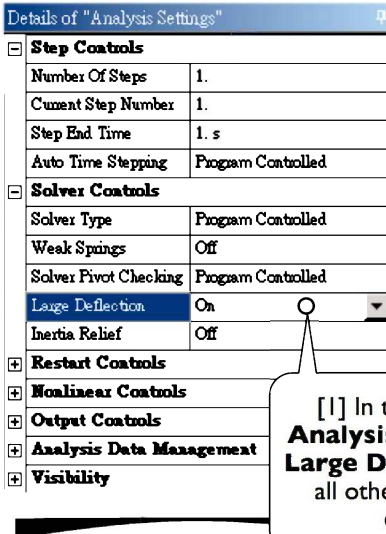 Details of "Analysis Settings"
Step Controls
Number Of Steps 1.
Current Step Number 1.
Step End Time 1. s
Auto Time Stepping Program Controlled
Solver Controls
Solver Type Program Controlled
Weak Springs Off
Solver Pivot Checking Program Controlled
Large Deflection On
Inertia Relief Off
Restart Controls
Nonlinear Controls
Output Controls
Analysis Data Management
Visibility
[1] In
Analysis
Large
all